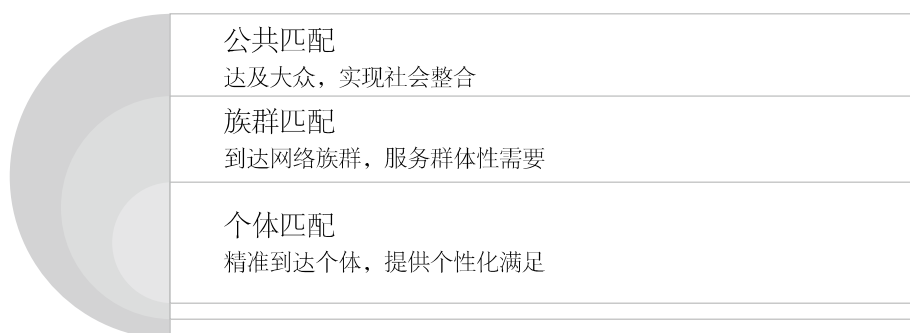 公共匹配
达及大众，实现社会整合
族群匹配
到达网络族群，服务群体性需要
个体匹配
精准到达个体，提供个性化满足